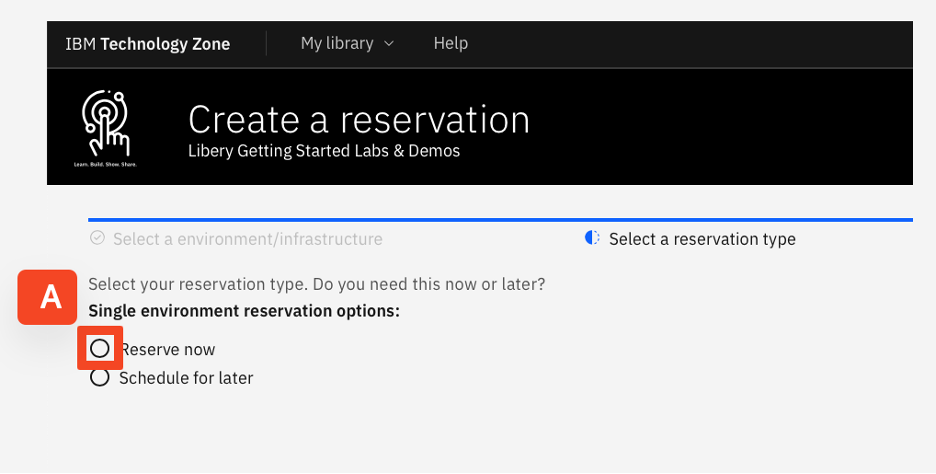 IBM Technology Zone My library Help
Create a reservation
Libery Getting Started Labs & Demos
Learn. Build. Show. Share.
Select a environment/infrastructure Select a reservation type
A
Select your reservation type. Do you need this now or later?
Single environment reservation options:
Reserve now
Schedule for later